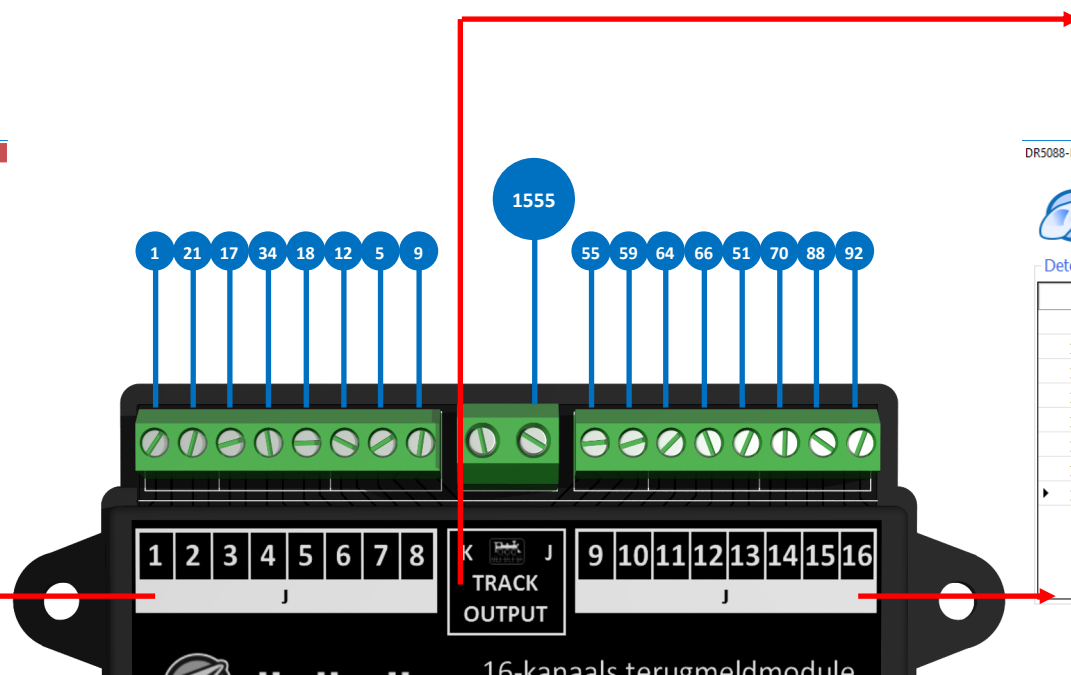 1555
DR5088-
1 21 17 34 18 12 5 9 55 59 64 66 51 70 88 92
Dete
1 2 3 4 5 6 7 8 K J 9 10 11 12 13 14 15 16
TRACK
J J
OUTPUT
16-kanaals terugmeldmodule